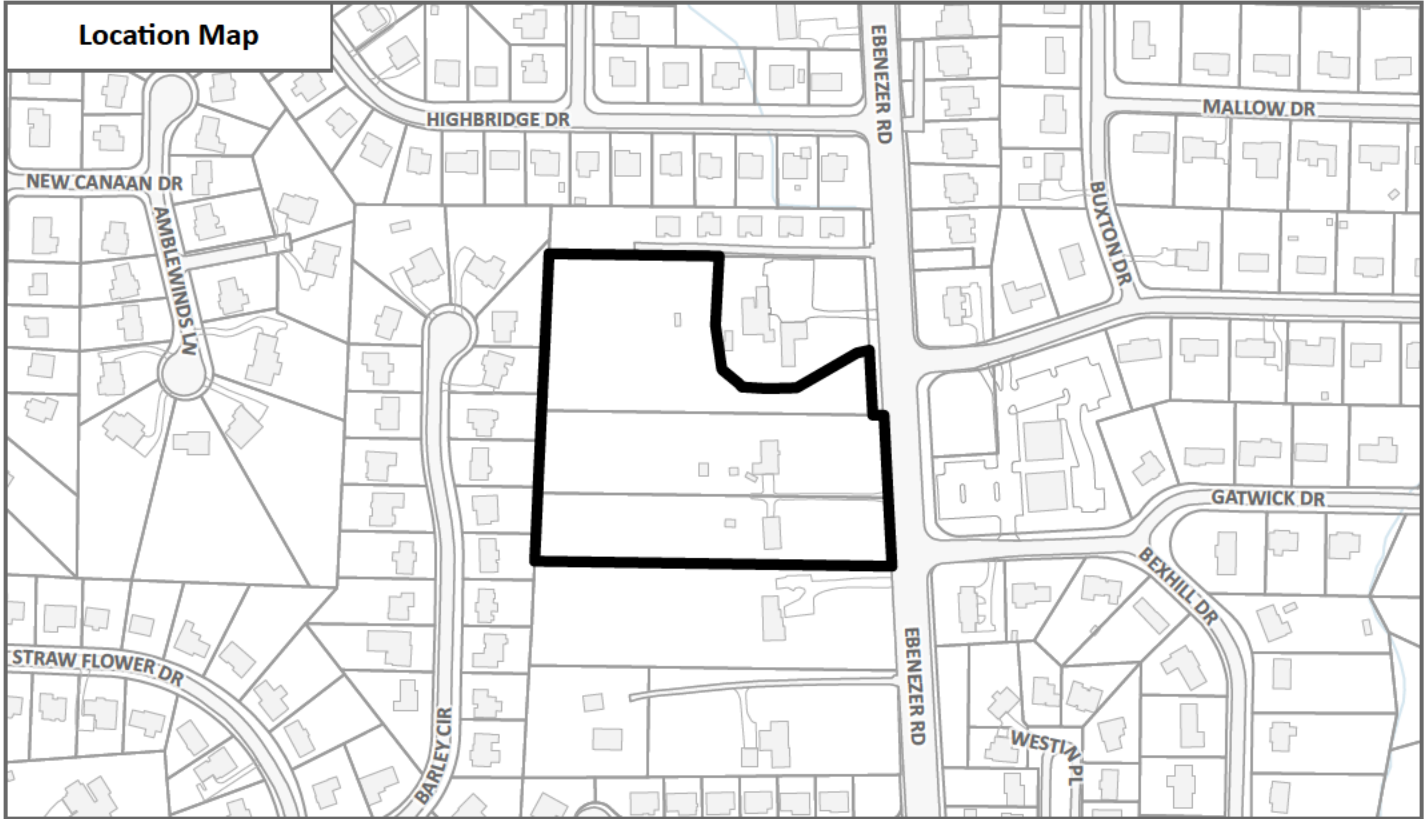 Location Map
EBENEZER RD
HIGHBRIDGE DR
MALLOW DR
NEW CANAAN DR
AMBLEWINDS LN
BUXTON DR
GATWICK DR
BEXHILL DR
STRAW FLOWER DR
EBENEZER RD
BARLEY CIR
WESTIN PL